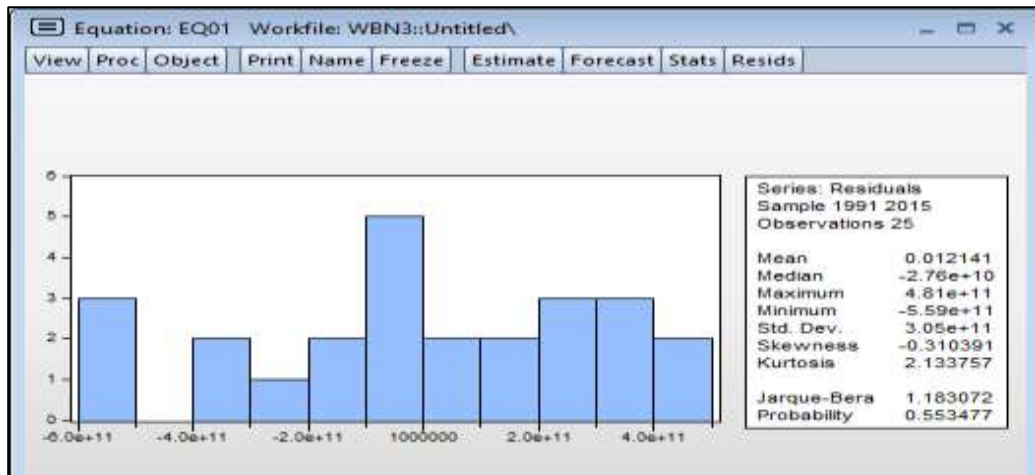 Equation: EQ01 Workfile: WBN3::Untitled\
View Proc Object Print Name Freeze Estimate Forecast Stats Resids
6
5
4
3
2
1
0
-6.0e+11 -4.0e+11 -2.0e+11 1000000 2.0e+11 4.0e+11
Series: Residuals
Sample 1991 2015
Observations 25
Mean 0.012141
Median -2.76e+10
Maximum 4.81e+11
Minimum -5.59e+11
Std. Dev. 3.05e+11
Skewness -0.310391
Kurtosis 2.133757
Jarque-Bera 1.183072
Probability 0.553477